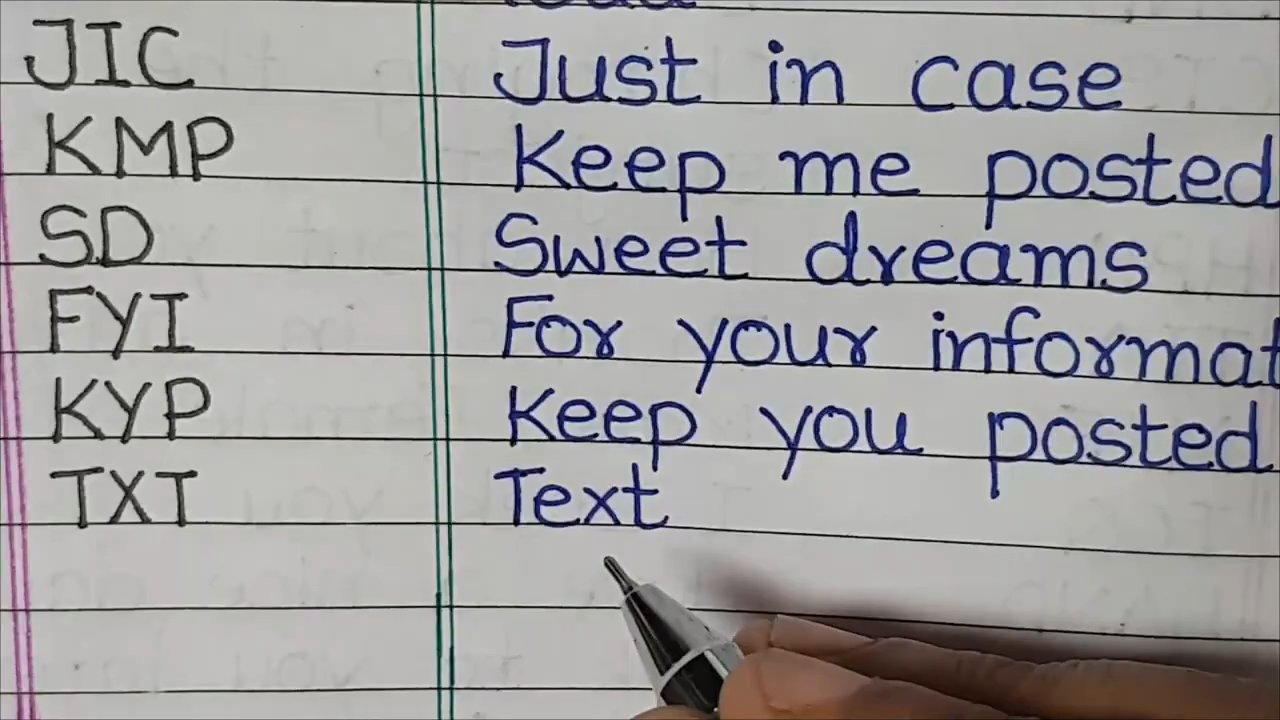 JIC Just in case
KMP Keep me posted
SD Sweet dreams
FYI For your informat
KYP Keep you posted
TXT Text